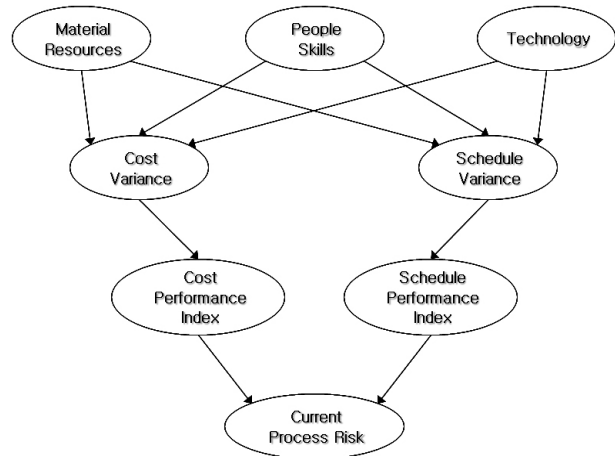 Material
Resources
People
Skills
Technology
Cost
Variance
Schedule
Variance
Cost
Performance
Index
Schedule
Performance
Index
Current
Process Risk